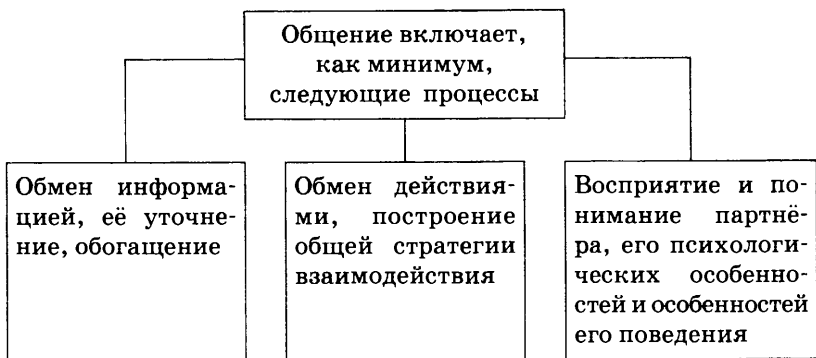 Общение включает,
как минимум,
следующие процессы
Обмен информа-
цией, её уточне-
ние, обогащение
Обмен действия-
ми, построение
общей стратегии
взаимодействия
Восприятие и по-
нимание партнё-
ра, его психологи-
ческих особенно-
стей и особенностей
его поведения